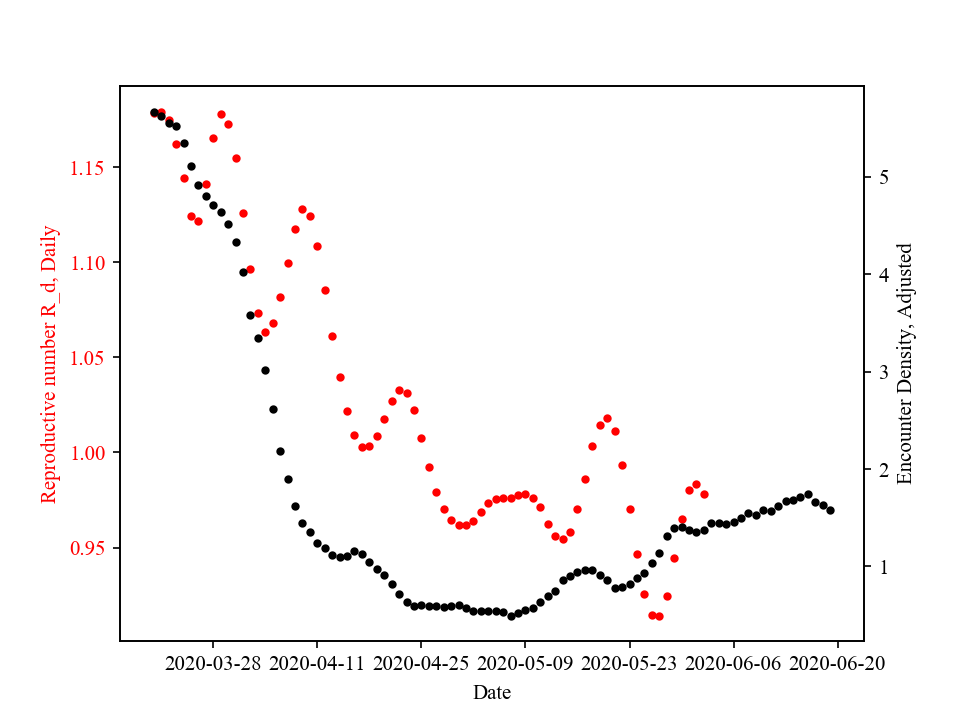 Reproductive number R_d, Daily
1.15
1.10
1.05
1.00
0.95
5
4
3
2
1
Encounter Density, Adjusted
2020-03-28 2020-04-11 2020-04-25 2020-05-09 2020-05-23 2020-06-06 2020-06-20
Date